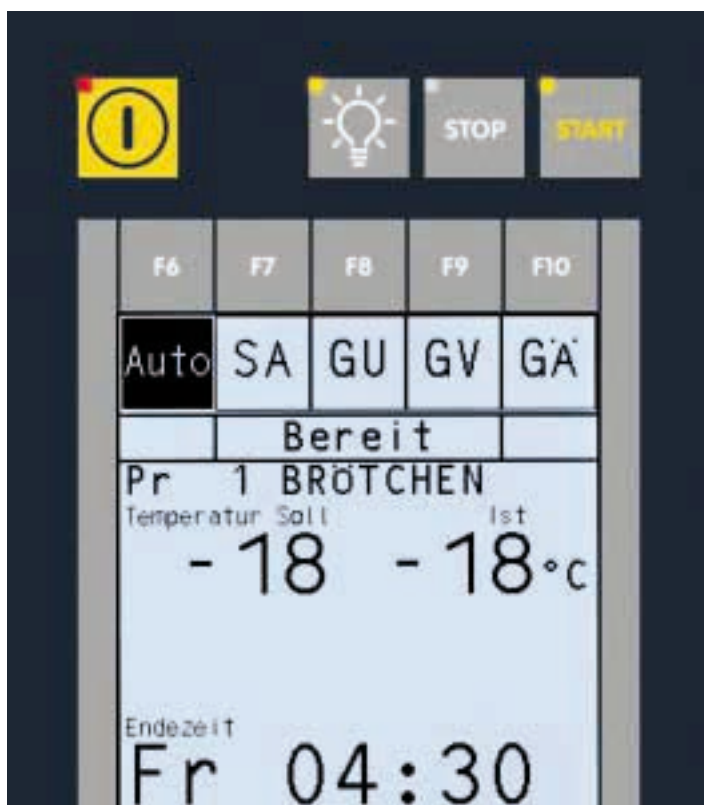 STOP START
F6 F7 F8 F9 F10
Auto SA GU GV GÄ
Bereit
Pr 1 BRÖTCHEN
Temperatur Soll Ist
-18 -18 °C
Endezeit
Fr 04:30